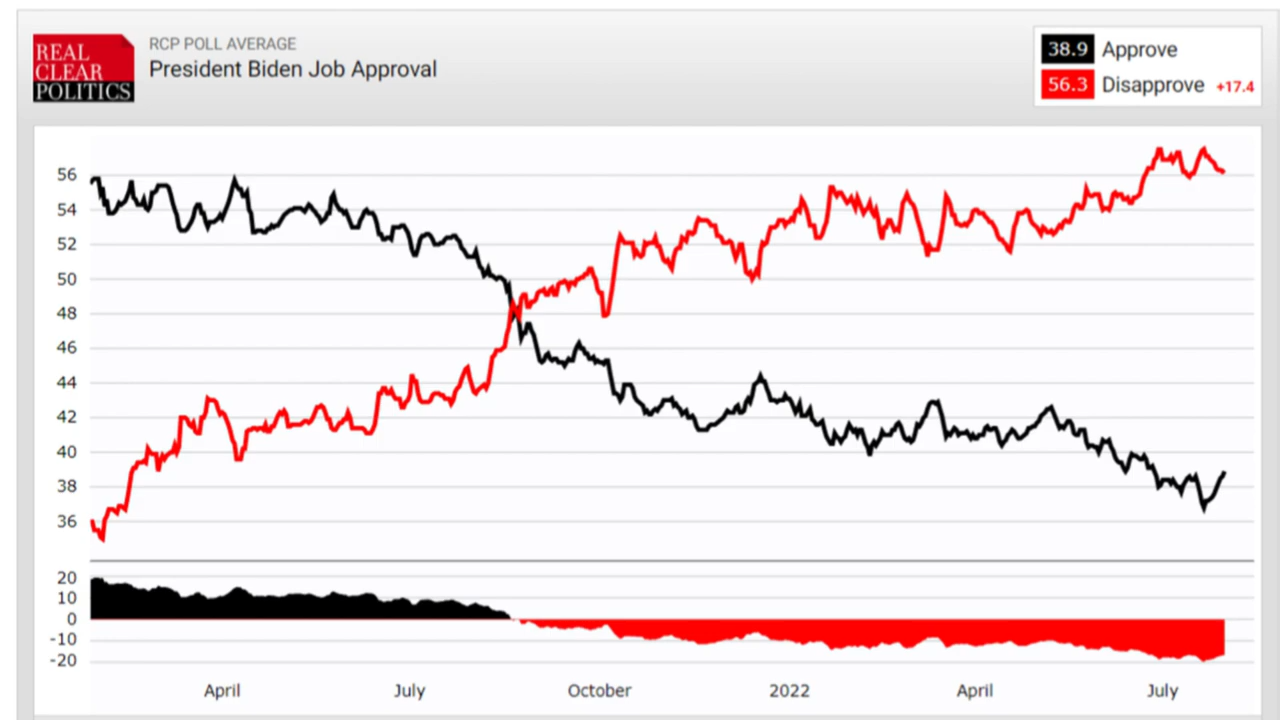 REAL
CLEAR
POLITICS
RCP POLL AVERAGE
President Biden Job Approval
38.9 Approve
56.3 Disapprove +17.4
56
54
52
50
48
46
44
42
40
38
36
20
10
0
-10
-20
April July October 2022 April July